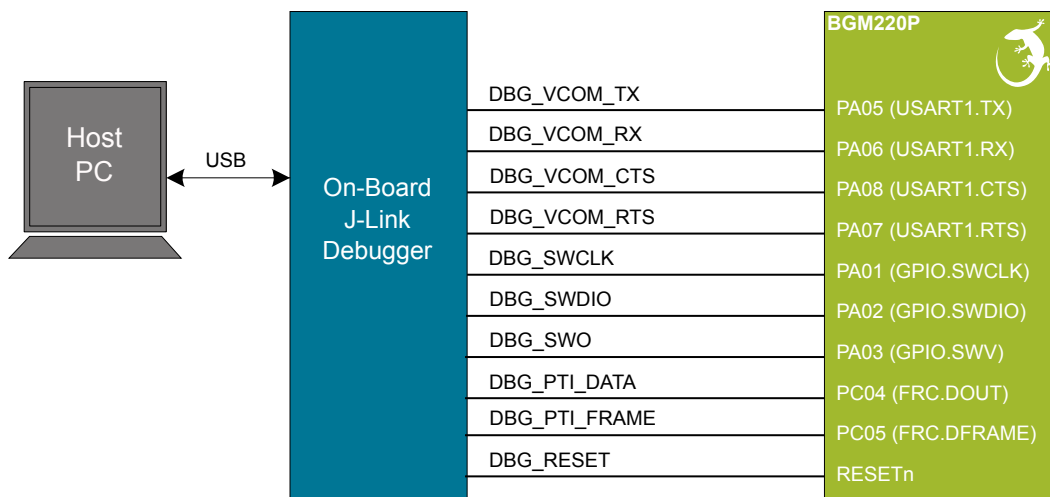 BGM220P
Host
PC
USB
On-Board
J-Link
Debugger
DBG_VCOM_TX
PA05 (USART1.TX)
DBG_VCOM_RX
PA06 (USART1.RX)
DBG_VCOM_CTS
PA08 (USART1.CTS)
DBG_VCOM_RTS
PA07 (USART1.RTS)
DBG_SWCLK
PA01 (GPIO.SWCLK)
DBG_SWDIO
PA02 (GPIO.SWDIO)
DBG_SWO
PA03 (GPIO.SWV)
DBG_PTI_DATA
PC04 (FRC.DOUT)
DBG_PTI_FRAME
PC05 (FRC.DFRAME)
DBG_RESET
RESETn